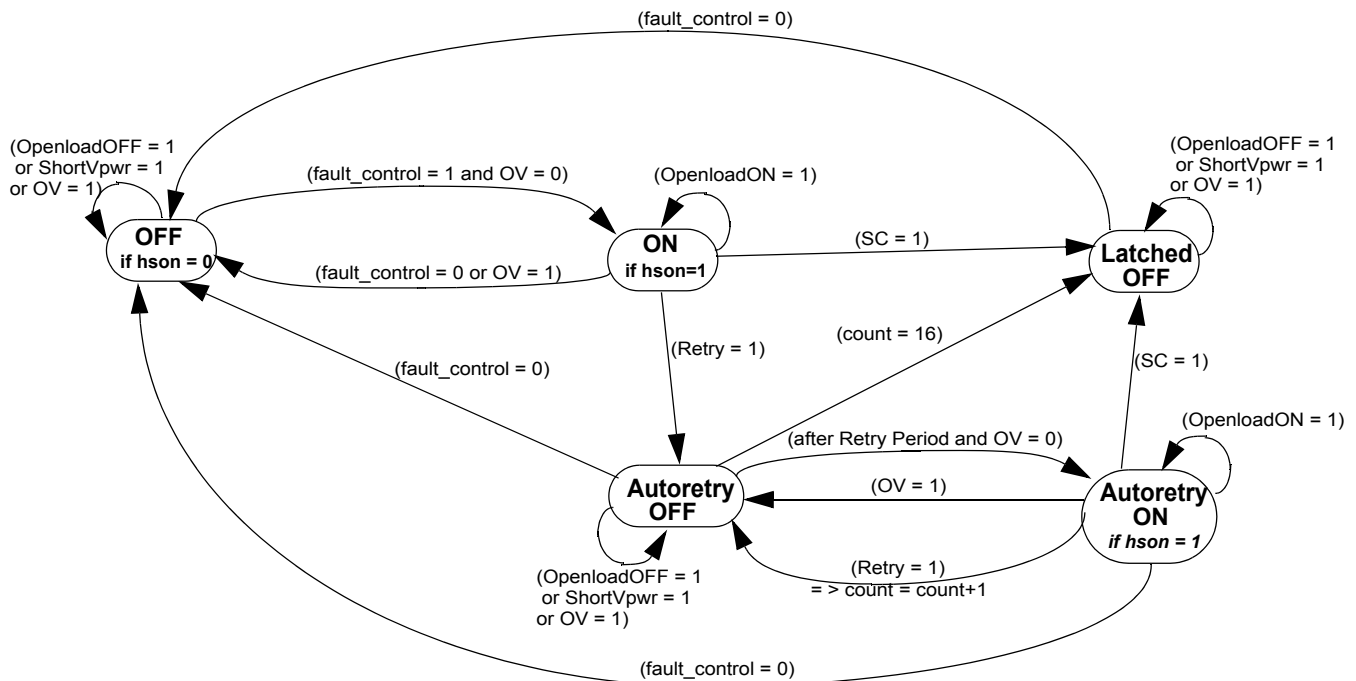 (fault_control = 0)
(OpenloadOFF = 1
or ShortVpwr = 1
or OV = 1)
(fault_control = 1 and OV = 0)
(OpenloadON = 1)
(OpenloadOFF = 1
or ShortVpwr = 1
or OV = 1)
OFF
if hson = 0
ON
if hson=1
(SC = 1)
Latched
OFF
(fault_control = 0 or OV = 1)
(count = 16)
(Retry = 1)
(fault_control = 0)
(SC = 1)
(OpenloadON = 1)
(after Retry Period and OV = 0)
Autoretry
OFF
(OV = 1)
Autoretry
ON
if hson = 1
(Retry = 1)
= > count = count+1
(OpenloadOFF = 1
or ShortVpwr = 1
or OV = 1)
(fault_control = 0)